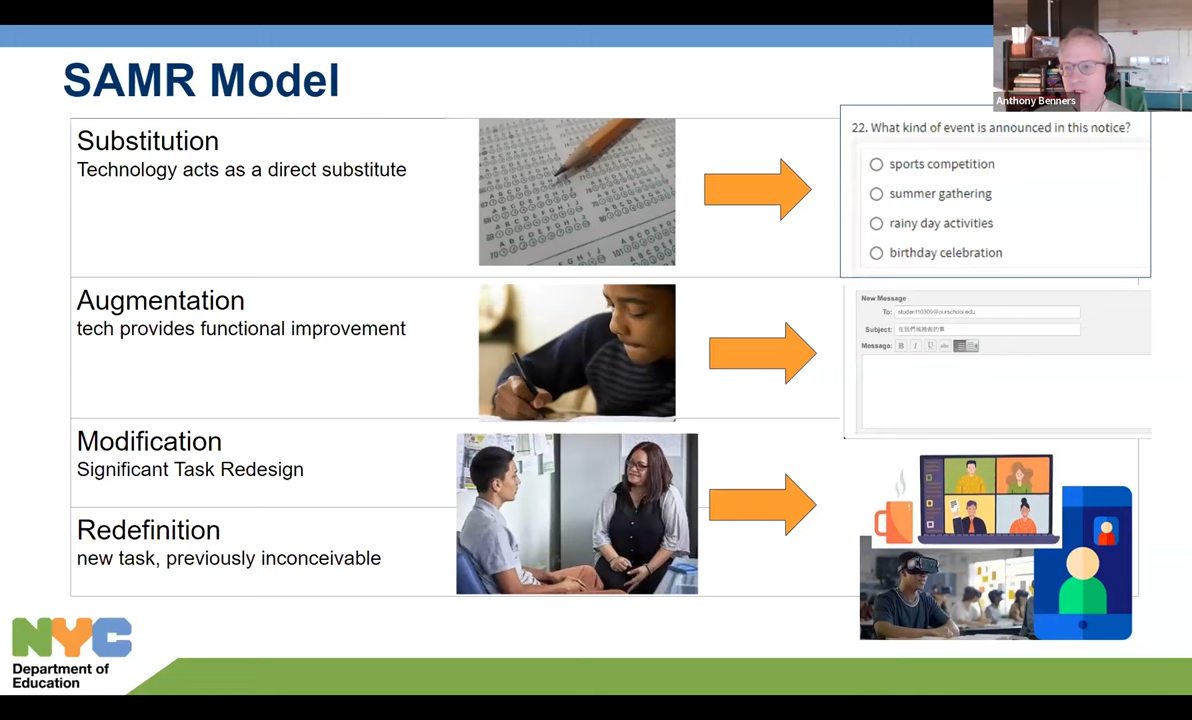 SAMR Model
Anthony Benners
Substitution
Technology acts as a direct substitute
22. What kind of event is announced in this notice?
sports competition
summer gathering
rainy day activities
birthday celebration
Augmentation
tech provides functional improvement
New Message
To:
Subject:
Message: B I U abc
Modification
Significant Task Redesign
Redefinition
new task, previously inconceivable
NYC
Department of
Education